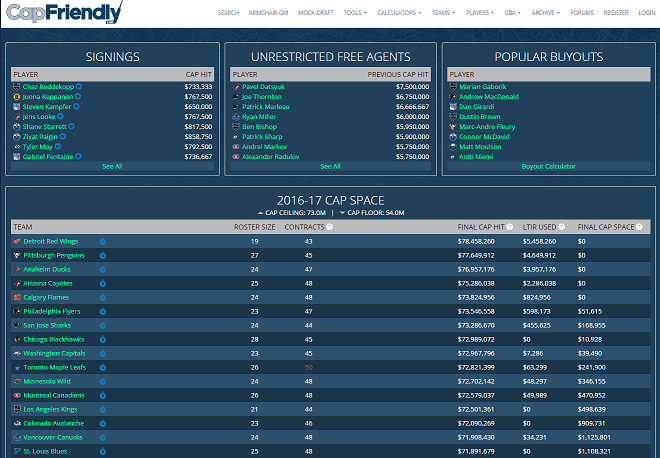 CapFriendly
SEARCH ARMCHAIR-GM MOCK-DRAFT TOOLS CALCULATORS TEAMS PLAYERS CBA ARCHIVE FORUMS REGISTER LOGIN
SIGNINGS
PLAYER CAP HIT
Chaz Reddekopp $733,333
Joona Koppanen $767,500
Steven Kampfer $650,000
Jens Looke $767,500
Shane Starrett $817,500
Ziyat Paigin $858,750
Tyler Moy $792,500
Gabriel Fontaine $736,667
See All
UNRESTRICTED FREE AGENTS
PLAYER PREVIOUS CAP HIT
Pavel Datsyuk $7,500,000
Joe Thornton $6,750,000
Patrick Marleau $6,666,667
Ryan Miller $6,000,000
Ben Bishop $5,950,000
Patrick Sharp $5,900,000
Andrei Markov $5,750,000
Alexander Radulov $5,750,000
See All
POPULAR BUYOUTS
PLAYER
Marian Gaborik
Andrew MacDonald
Dan Girardi
Dustin Brown
Marc-Andre Fleury
Connor McDavid
Matt Moulson
Antti Niemi
Buyout Calculator
2016-17 CAP SPACE
CAP CEILING: 73.0M | CAP FLOOR: 54.0M
TEAM ROSTER SIZE CONTRACTS ? FINAL CAP HIT ? LTIR USED ? FINAL CAP SPACE ?
Detroit Red Wings 19 43 $78,458,260 $5,458,260 $0
Pittsburgh Penguins 27 45 $77,649,912 $4,649,912 $0
Anaheim Ducks 24 47 $76,957,176 $3,957,176 $0
Arizona Coyotes 25 48 $75,286,038 $2,286,038 $0
Calgary Flames 24 48 $73,824,956 $824,956 $0
Philadelphia Flyers 23 47 $73,546,558 $598,173 $51,615
San Jose Sharks 24 44 $73,286,670 $455,625 $168,955
Chicago Blackhawks 28 45 $72,989,072 $0 $10,928
Washington Capitals 23 45 $72,967,796 $7,286 $39,490
Toronto Maple Leafs 26 50 $72,821,399 $63,299 $241,900
Minnesota Wild 24 48 $72,702,142 $48,297 $346,155
Montreal Canadiens 26 48 $72,579,037 $49,989 $470,952
Los Angeles Kings 21 44 $72,501,361 $0 $498,639
Colorado Avalanche 23 46 $72,090,269 $0 $909,731
Vancouver Canucks 24 48 $71,908,430 $34,231 $1,125,801
St. Louis Blues 25 48 $71,891,679 $0 $1,108,321